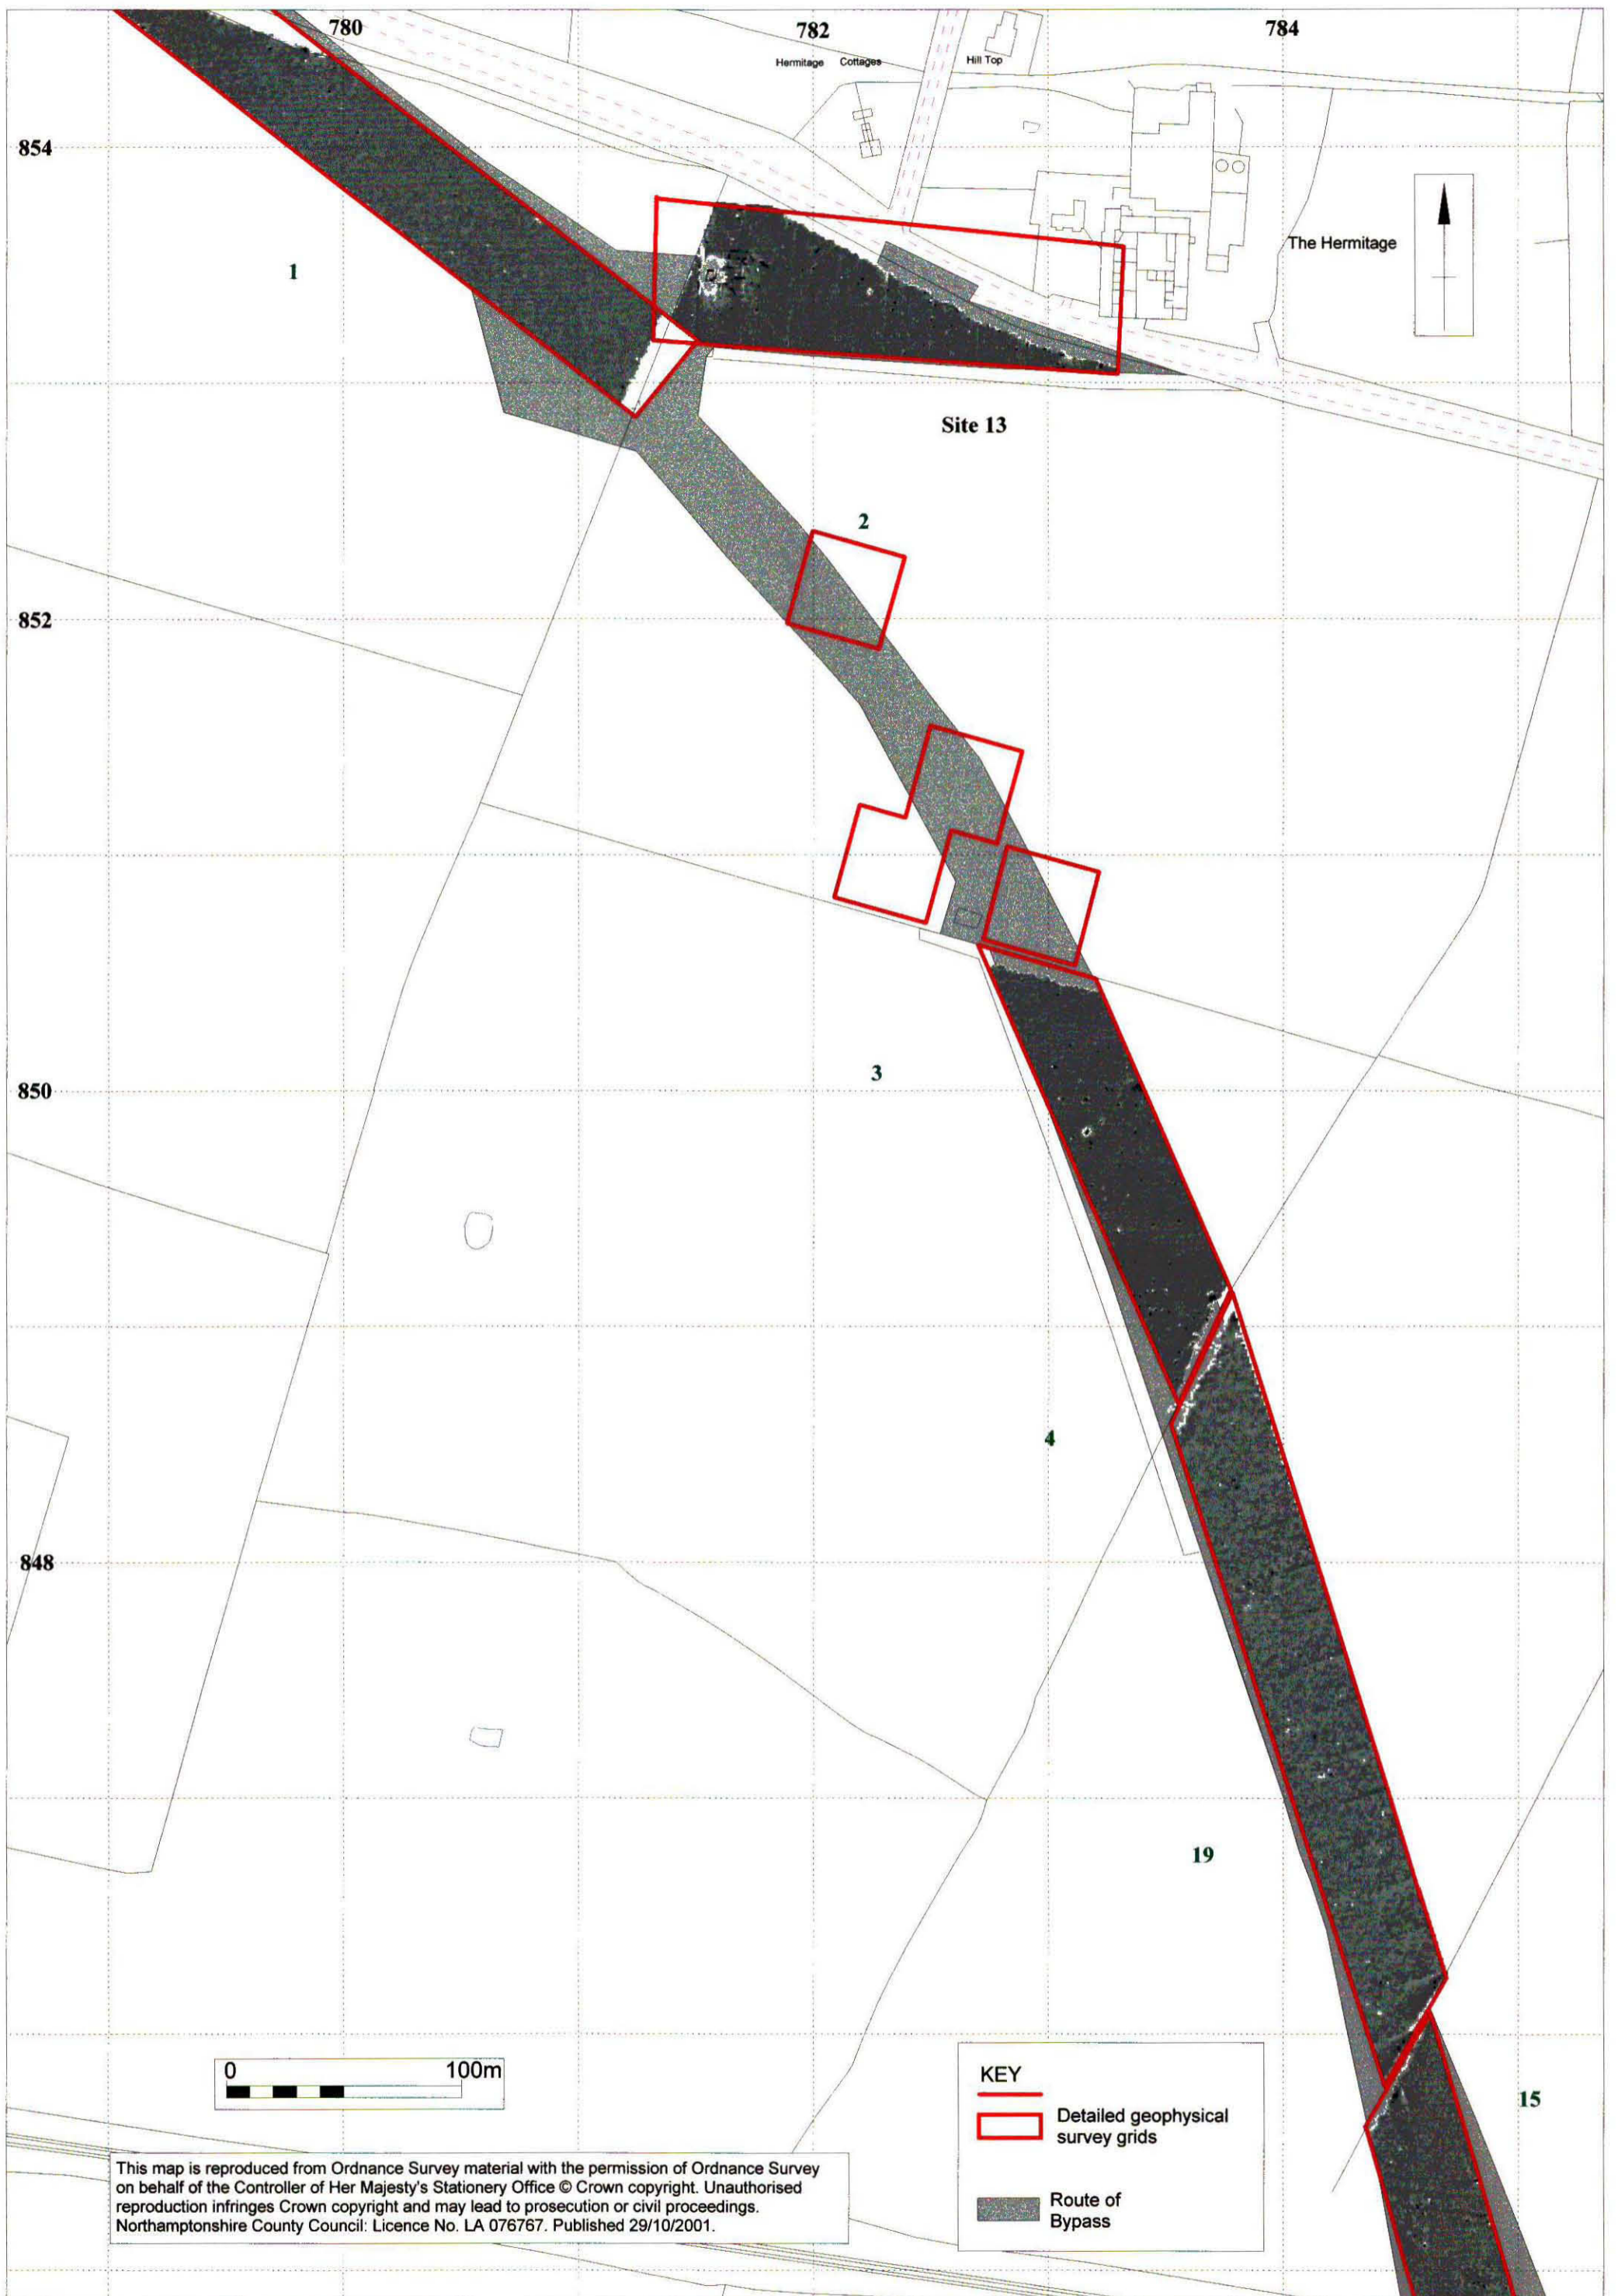 780
782
784
Hermitage Cottages
Hill Top
854
The Hermitage
1
Site 13
2
852
3
850
4
848
19
0 100m
KEY
Detailed geophysical
survey grids
15
Route of
Bypass
This map is reproduced from Ordnance Survey material with the permission of Ordnance Survey
on behalf of the Controller of Her Majesty's Stationery Office © Crown copyright. Unauthorised
reproduction infringes Crown copyright and may lead to prosecution or civil proceedings.
Northamptonshire County Council: Licence No. LA 076767. Published 29/10/2001.